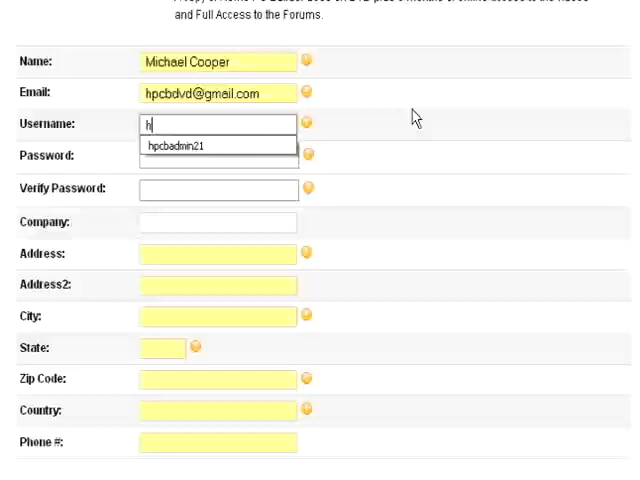 and Full Access to the Forums.
Name: Michael Cooper
Email: hpcbdvd@gmail.com
Username: h
hpcbadmin21
Password:
Verify Password:
Company:
Address:
Address2:
City:
State:
Zip Code:
Country:
Phone #: